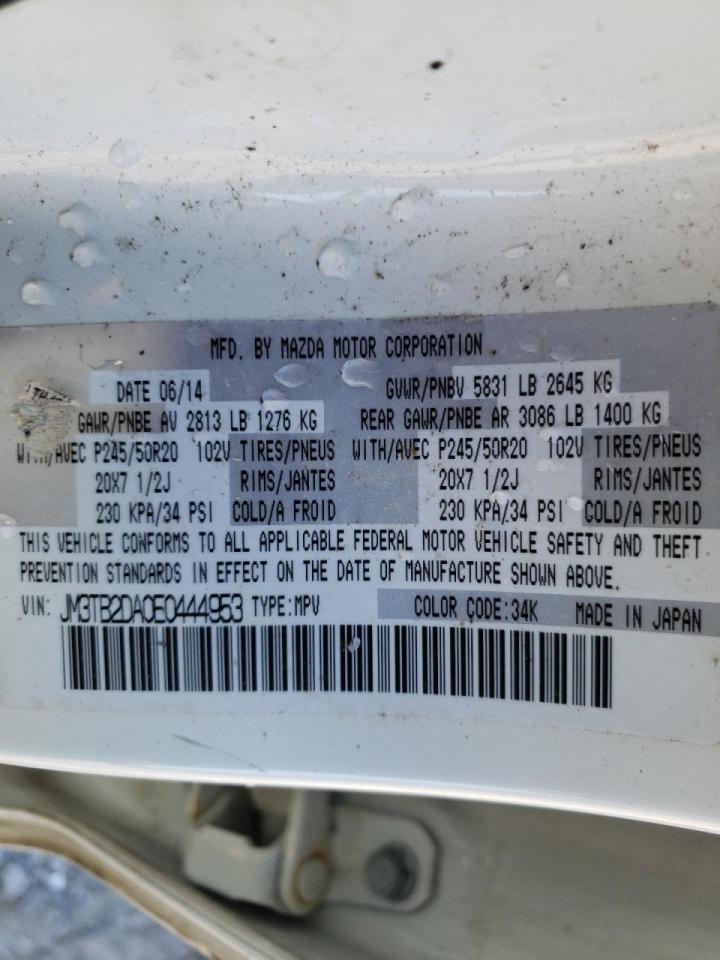 MFD. BY MAZDA MOTOR CORPORATION
DATE 06/14 GVWR/PNBV 5831 LB 2645 KG
GAWR/PNBE AV 2813 LB 1276 KG REAR GAWR/PNBE AR 3086 LB 1400 KG
WITH/AVEC P245/50R20 102V TIRES/PNEUS WITH/AVEC P245/50R20 102V TIRES/PNEUS
20X7 1/2J RIMS/JANTES 20X7 1/2J RIMS/JANTES
230 KPA/34 PSI COLD/A FROID 230 KPA/34 PSI COLD/A FROID
THIS VEHICLE CONFORMS TO ALL APPLICABLE FEDERAL MOTOR VEHICLE SAFETY AND THEFT
PREVENTION STANDARDS IN EFFECT ON THE DATE OF MANUFACTURE SHOWN ABOVE.
VIN: JM3TB2DA0E0444953 TYPE:MPV COLOR CODE:34K MADE IN JAPAN